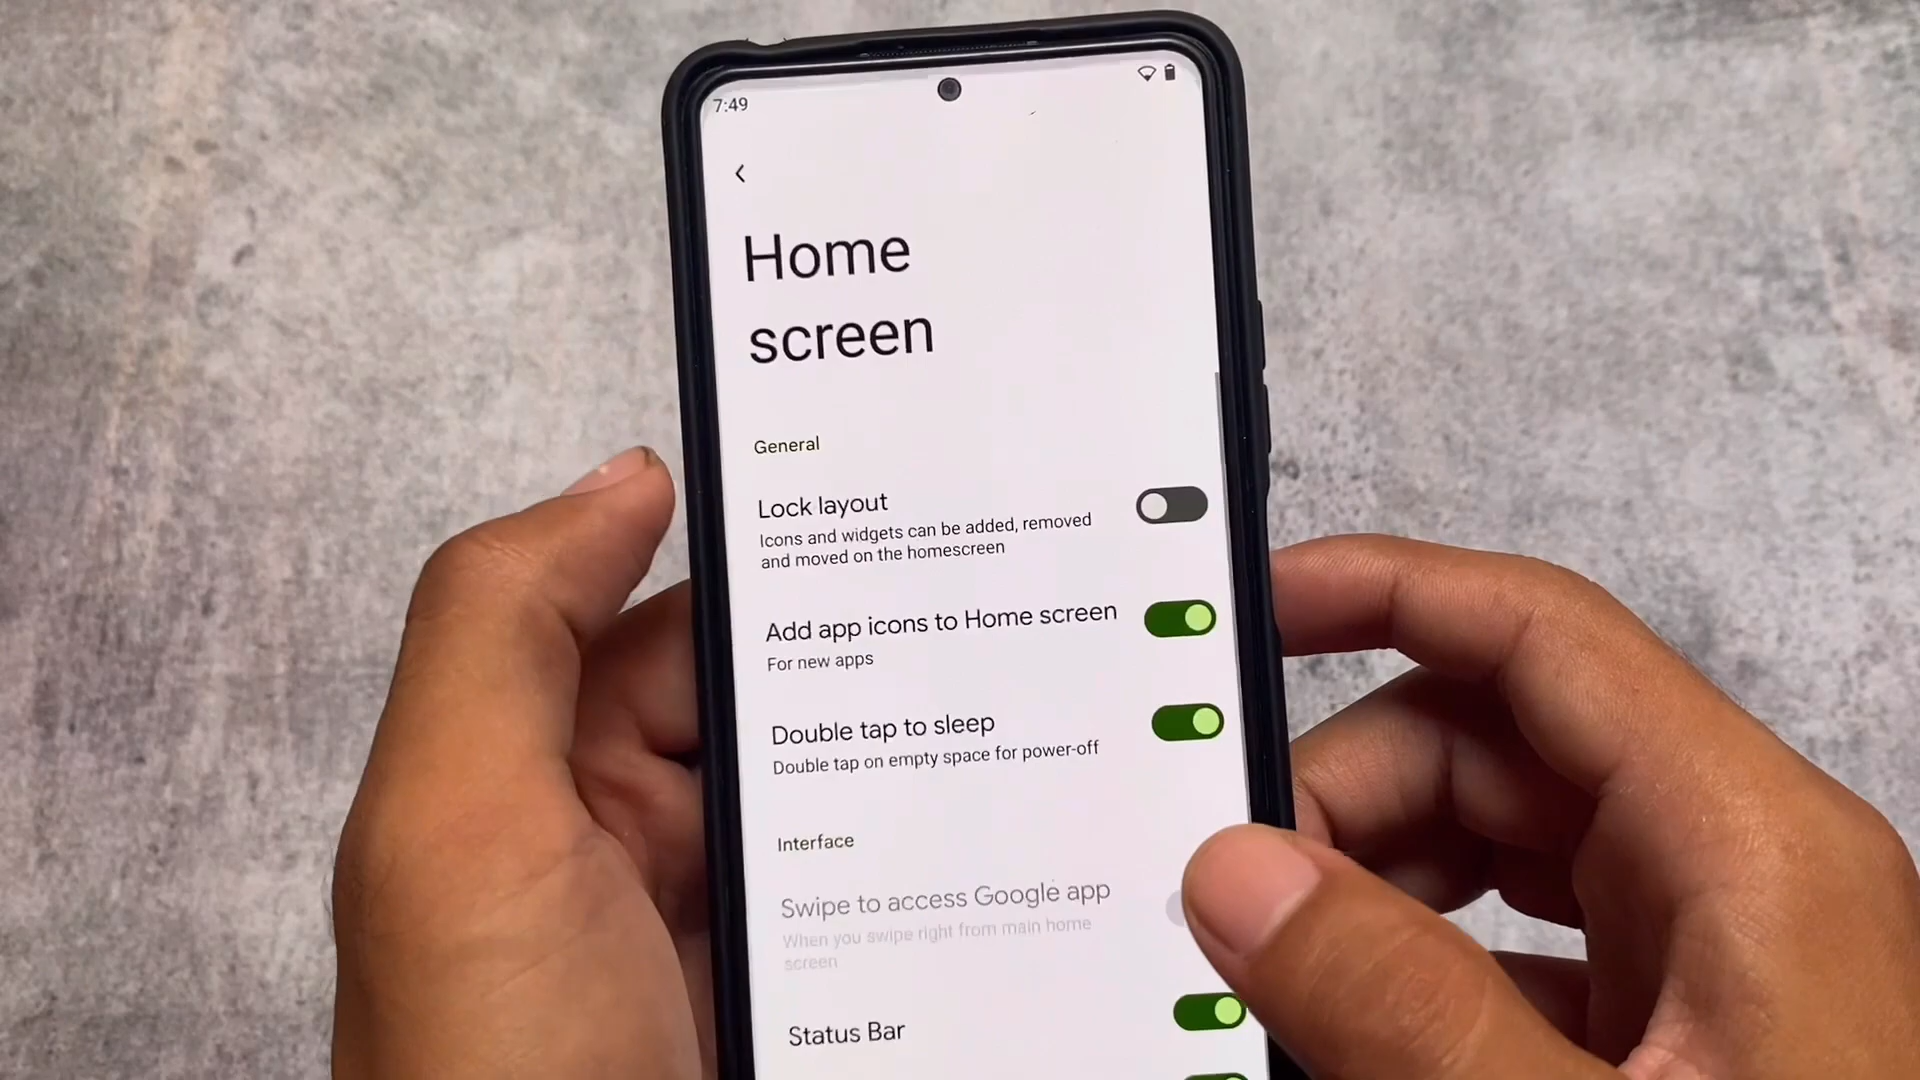 7:49
Home
screen
General
Lock layout
Icons and widgets can be added, removed
and moved on the homescreen
Add app icons to Home screen
For new apps
Double tap to sleep
Double tap on empty space for power-off
Interface
Swipe to access Google app
When you swipe right from main home
screen
Status Bar